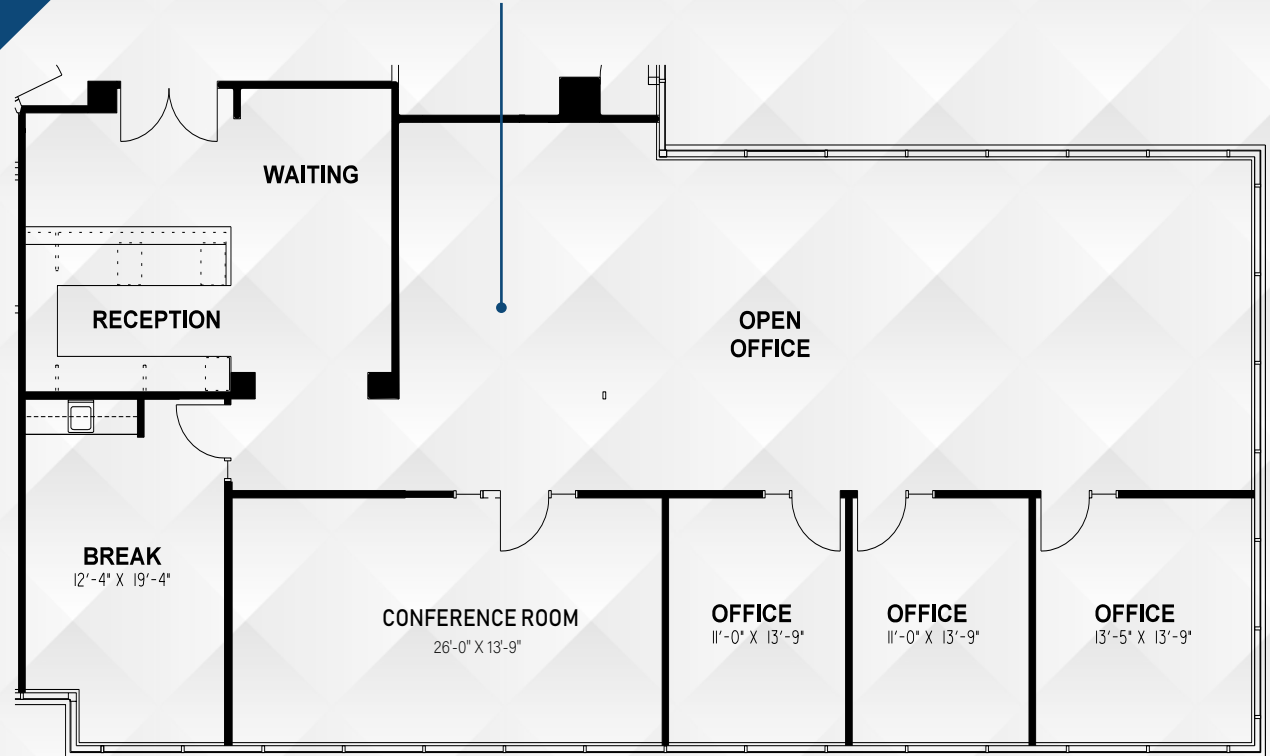 WAITING
RECEPTION
OPEN
OFFICE
BREAK
12'-4" X 19'-4"
CONFERENCE ROOM
26'-0" X 13'-9"
OFFICE
11'-0" X 13'-9"
OFFICE
11'-0" X 13'-9"
OFFICE
13'-5" X 13'-9"